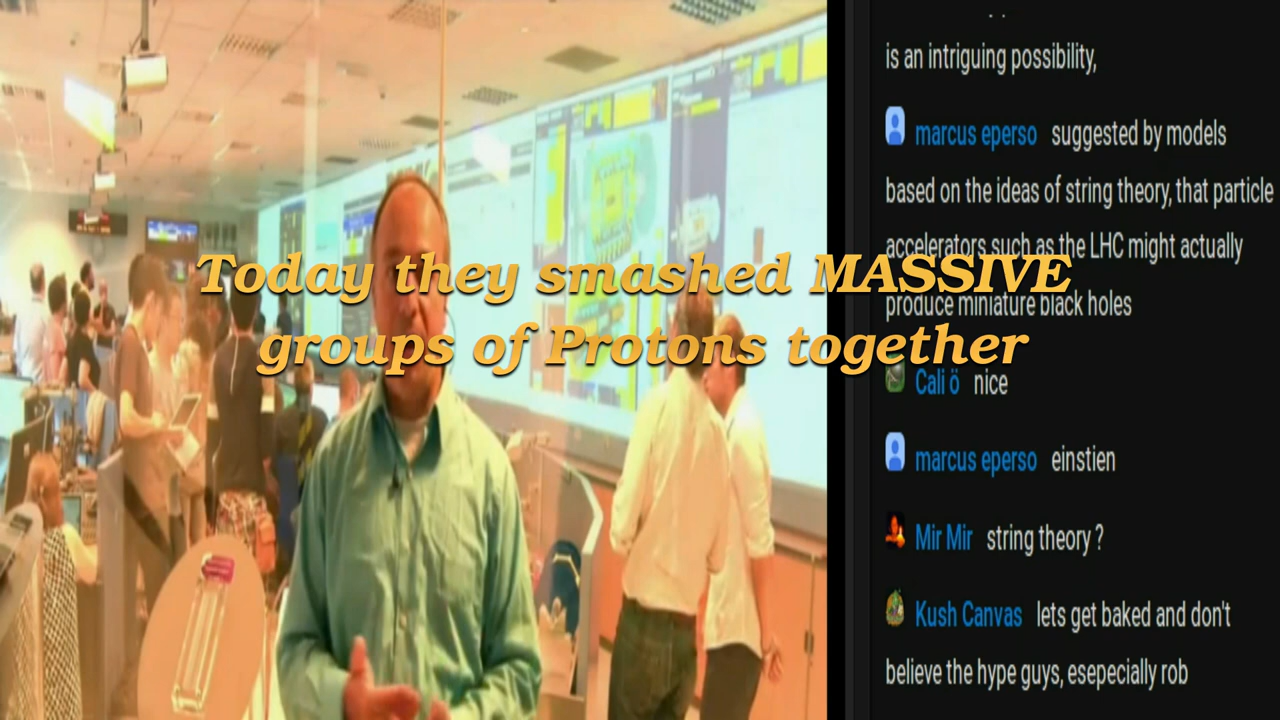 Today they smashed MASSIVE
groups of Protons together
is an intriguing possibility,
marcus eperso suggested by models
based on the ideas of string theory, that particle
accelerators such as the LHC might actually
produce miniature black holes
Cali ö nice
marcus eperso einstien
Mir Mir string theory ?
Kush Canvas lets get baked and don't
believe the hype guys, esepecially rob